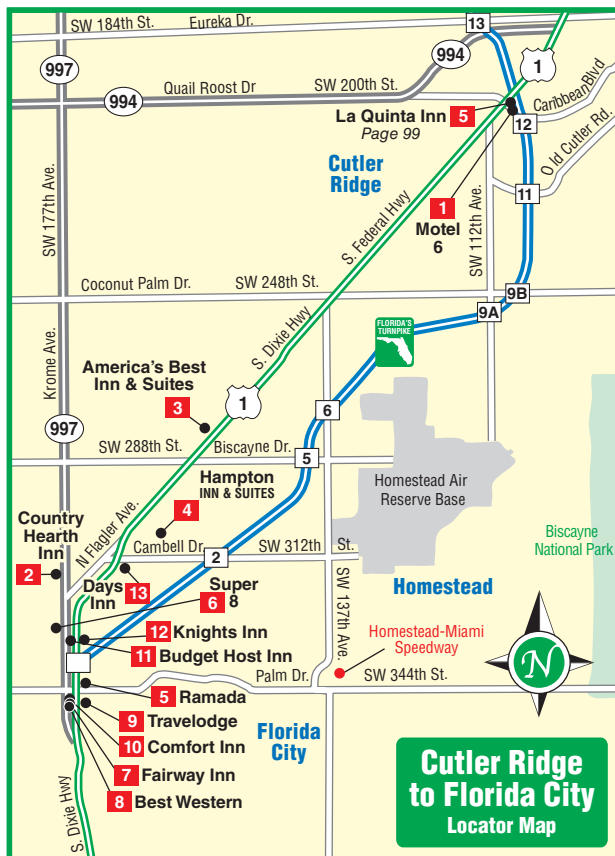 SW 184th St.
Eureka Dr.
13
997
994
1
Quail Roost Dr
SW 200th St.
994
Caribbean Blvd
La Quinta Inn 5
Page 99
12
Old Cutler Rd.
Cutler
Ridge
SW 177th Ave.
1
Motel
6
11
S. Federal Hwy
SW 112th Ave.
Coconut Palm Dr.
SW 248th St.
9B
9A
FLORIDA'S
TURNPIKE
S. Dixie Hwy
Krome Ave.
America's Best
Inn & Suites
3
1
6
997
SW 288th St.
Biscayne Dr.
5
Hampton
INN & SUITES
4
Homestead Air
Reserve Base
Country
Hearth
Inn
2
N Flagler Ave.
Cambell Dr.
2
SW 312th St.
Biscayne
National Park
Days
Inn
13
Super
8
6
Homestead
SW 137th Ave.
12 Knights Inn
11 Budget Host Inn
Homestead-Miami
Speedway
N
Palm Dr.
SW 344th St.
5 Ramada
9 Travelodge
10 Comfort Inn
7 Fairway Inn
8 Best Western
Florida
City
S. Dixie Hwy
Cutler Ridge
to Florida City
Locator Map